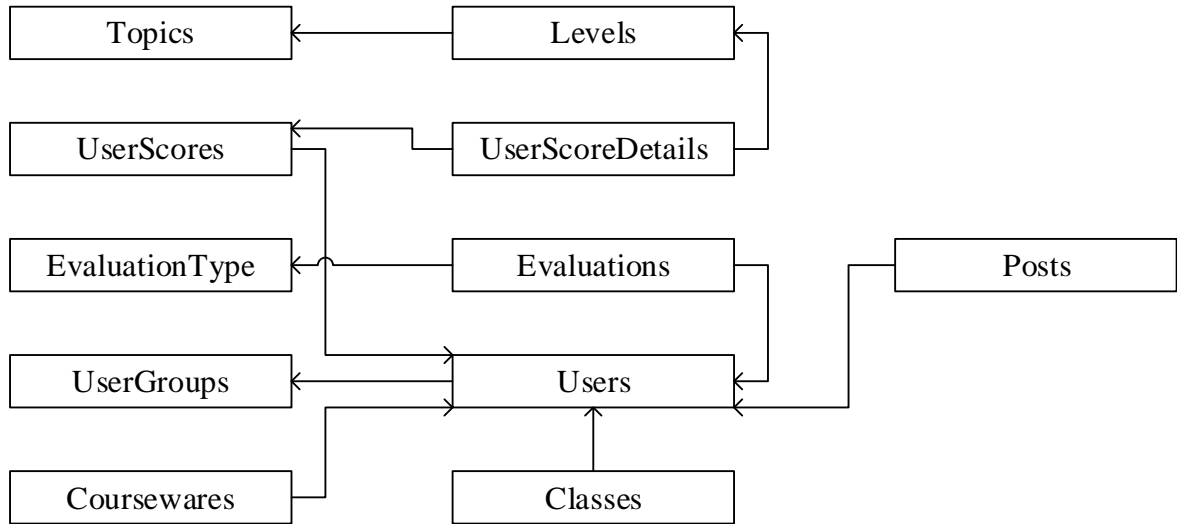 Topics
Levels
UserScores
UserScoreDetails
EvaluationType
Evaluations
Posts
UserGroups
Users
Coursewares
Classes